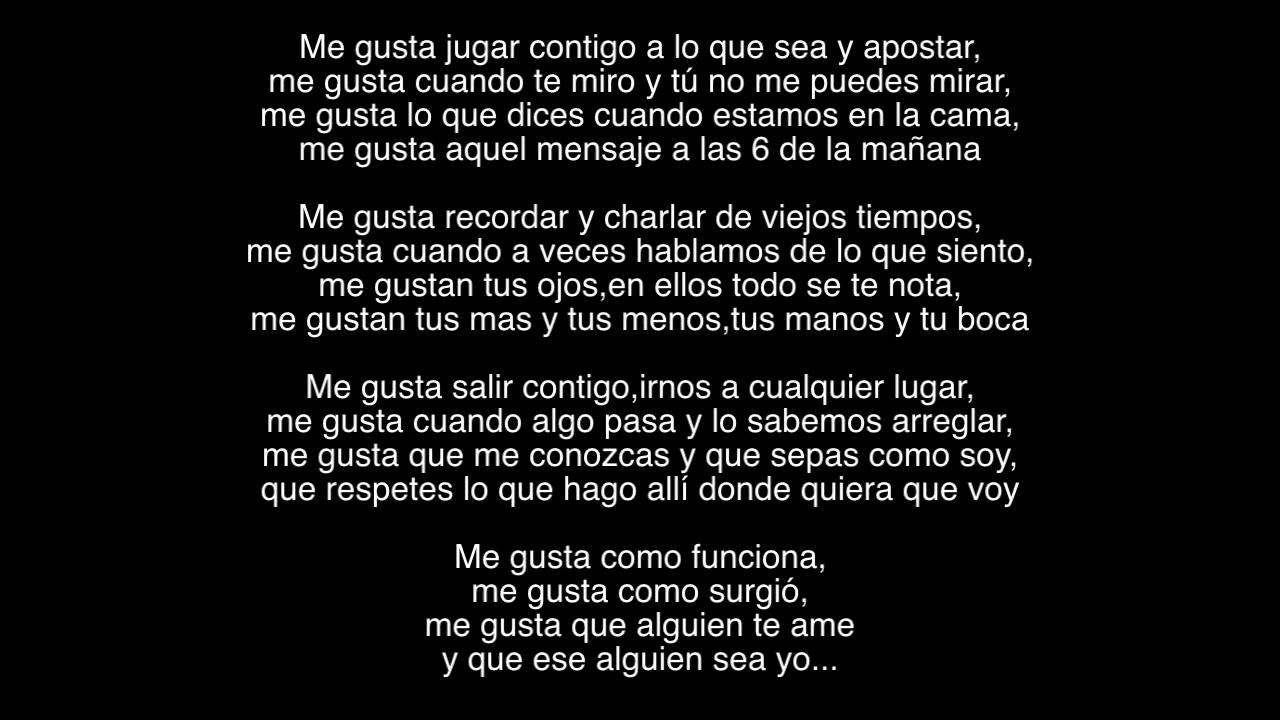 Me gusta jugar contigo a lo que sea y apostar,
me gusta cuando te miro y tú no me puedes mirar,
me gusta lo que dices cuando estamos en la cama,
me gusta aquel mensaje a las 6 de la mañana
Me gusta recordar y charlar de viejos tiempos,
me gusta cuando a veces hablamos de lo que siento,
me gustan tus ojos,en ellos todo se te nota,
me gustan tus mas y tus menos,tus manos y tu boca
Me gusta salir contigo,irnos a cualquier lugar,
me gusta cuando algo pasa y lo sabemos arreglar,
me gusta que me conozcas y que sepas como soy,
que respetes lo que hago allí donde quiera que voy
Me gusta como funciona,
me gusta como surgió,
me gusta que alguien te ame
y que ese alguien sea yo...